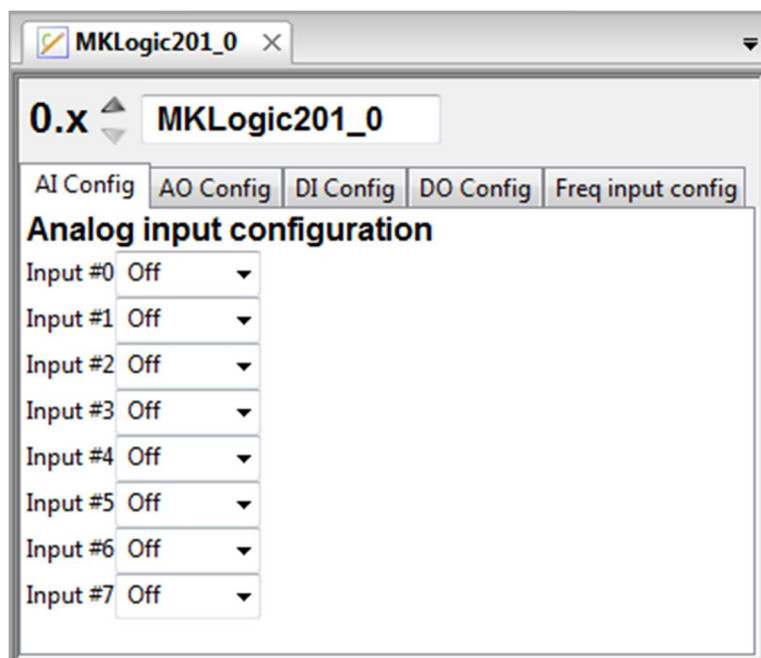 MKLogic201_0
0.x MKLogic201_0
AI Config AO Config DI Config DO Config Freq input config
Analog input configuration
Input #0 Off
Input #1 Off
Input #2 Off
Input #3 Off
Input #4 Off
Input #5 Off
Input #6 Off
Input #7 Off